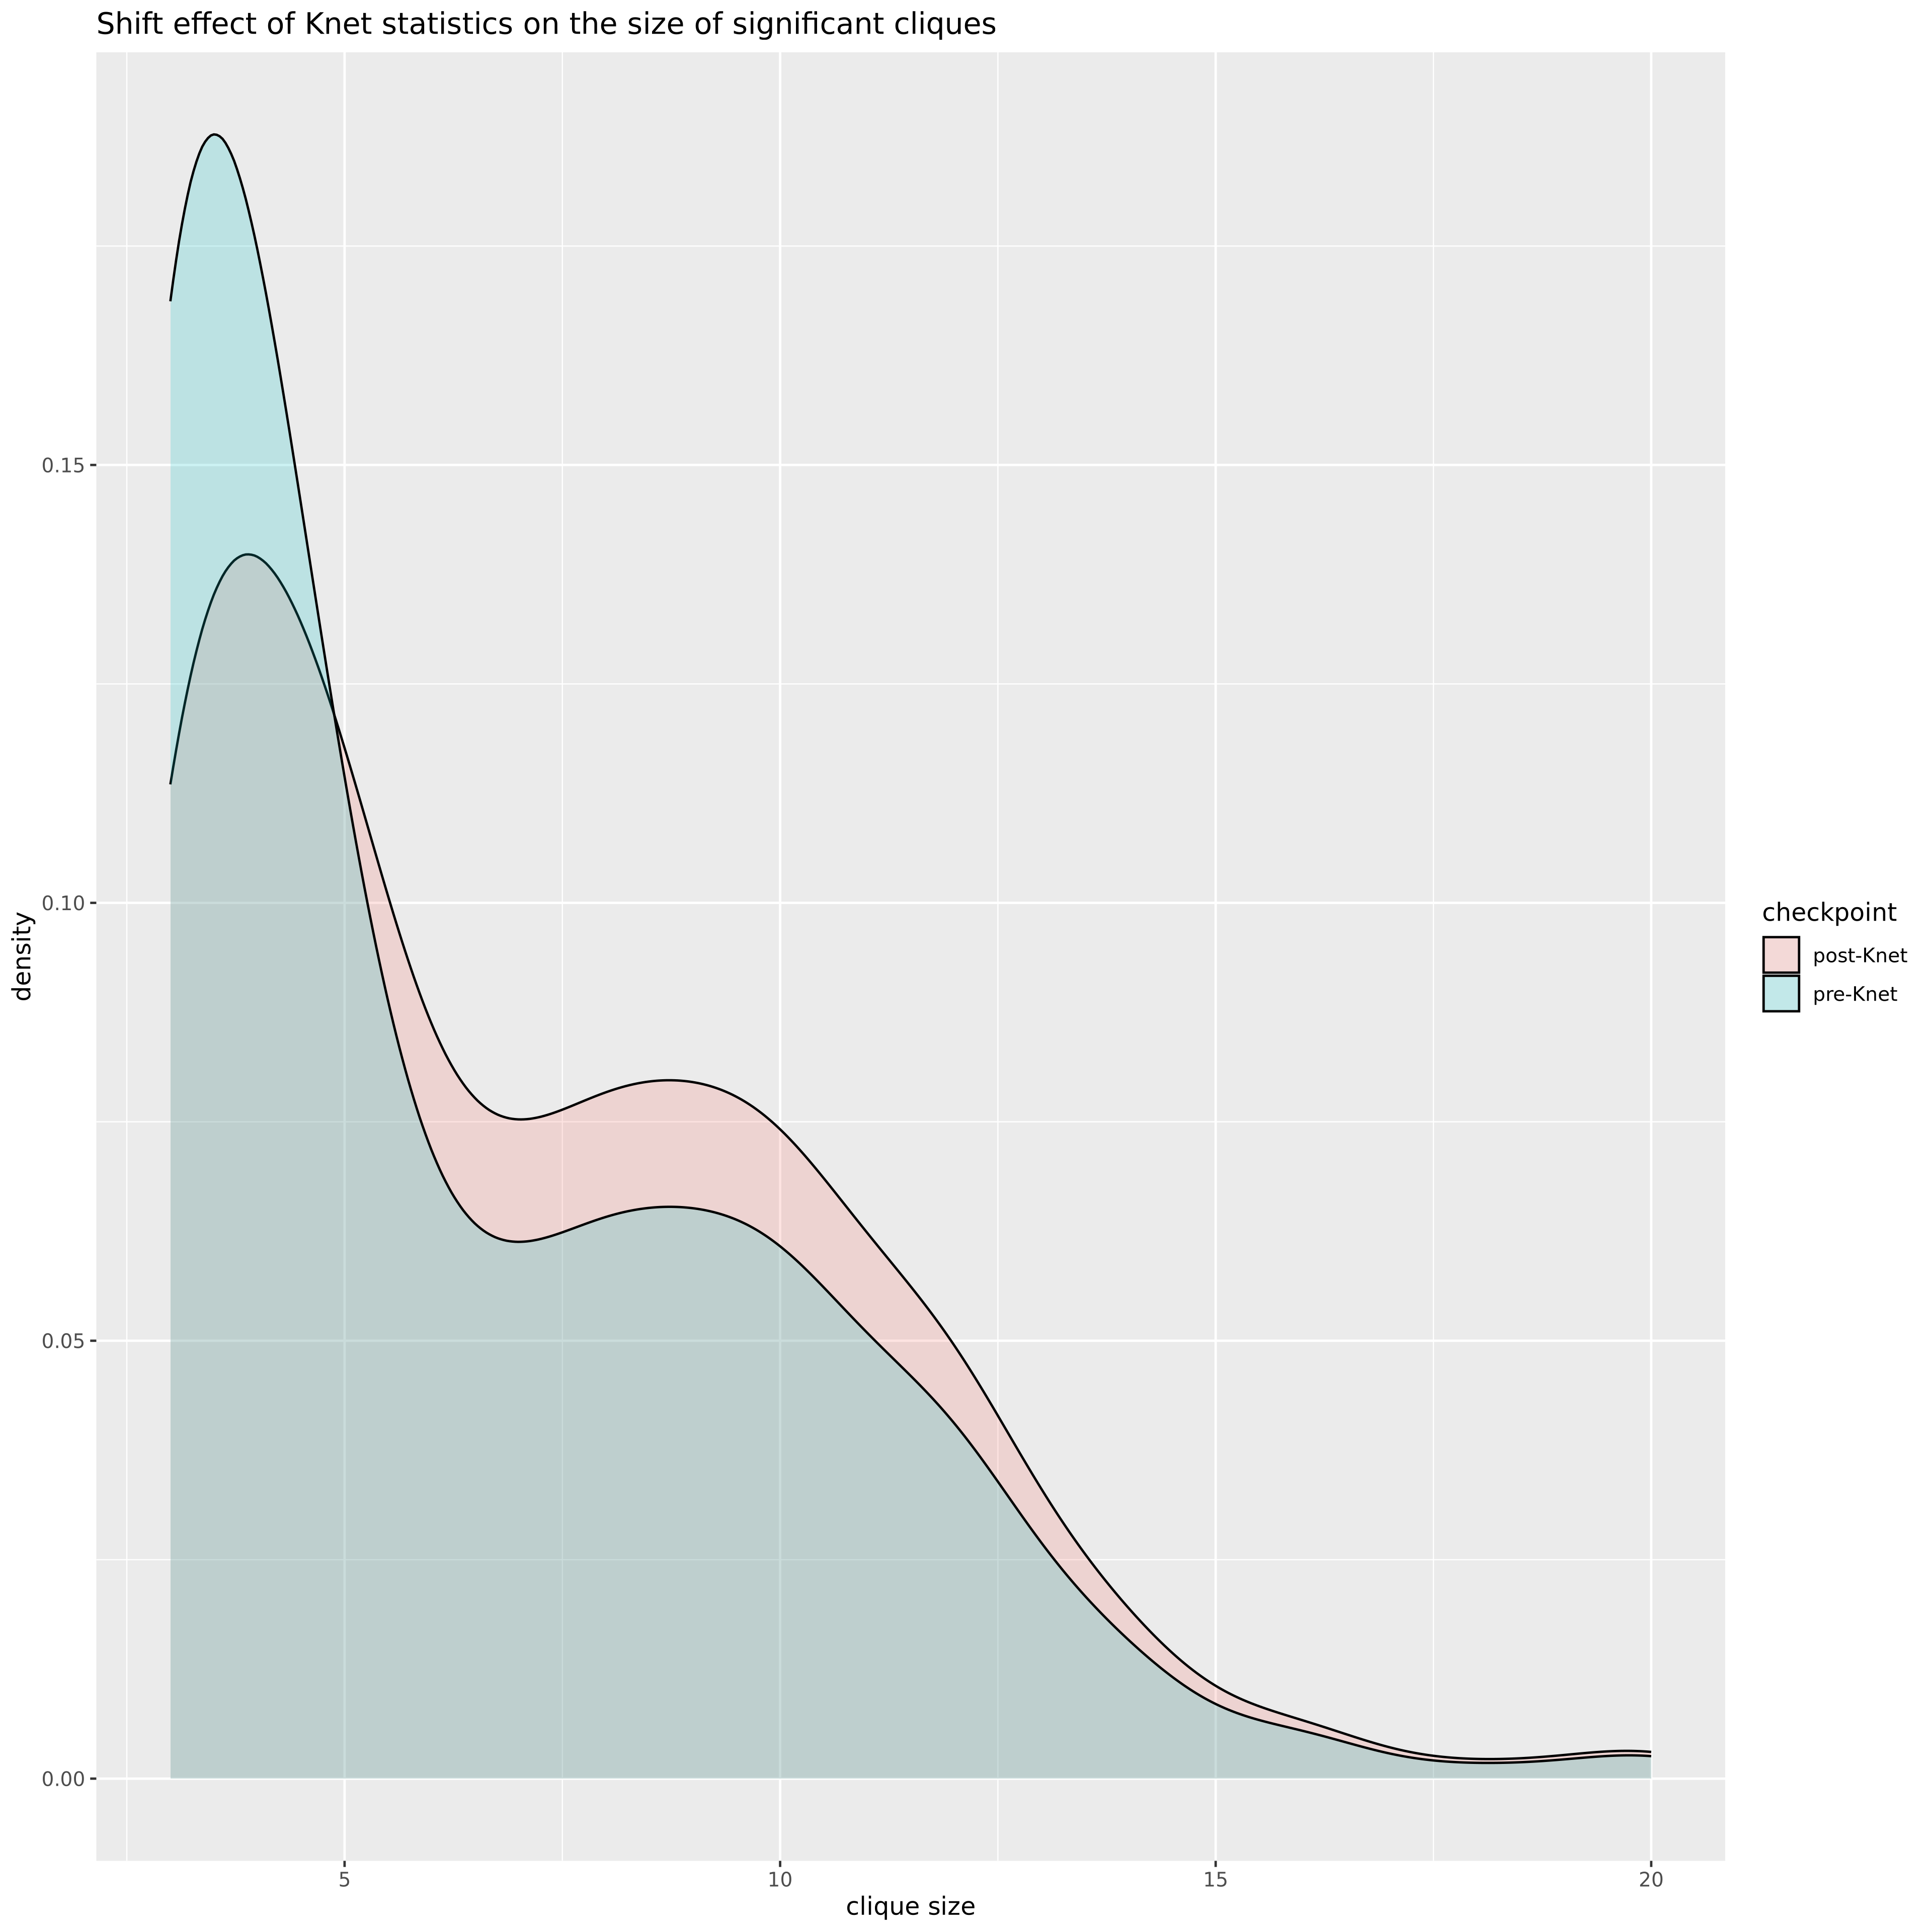 Shift effect of Knet statistics on the size of significant cliques
0.15
0.10
0.05
0.00
density
5
10
15
20
clique size
checkpoint
post-Knet
pre-Knet